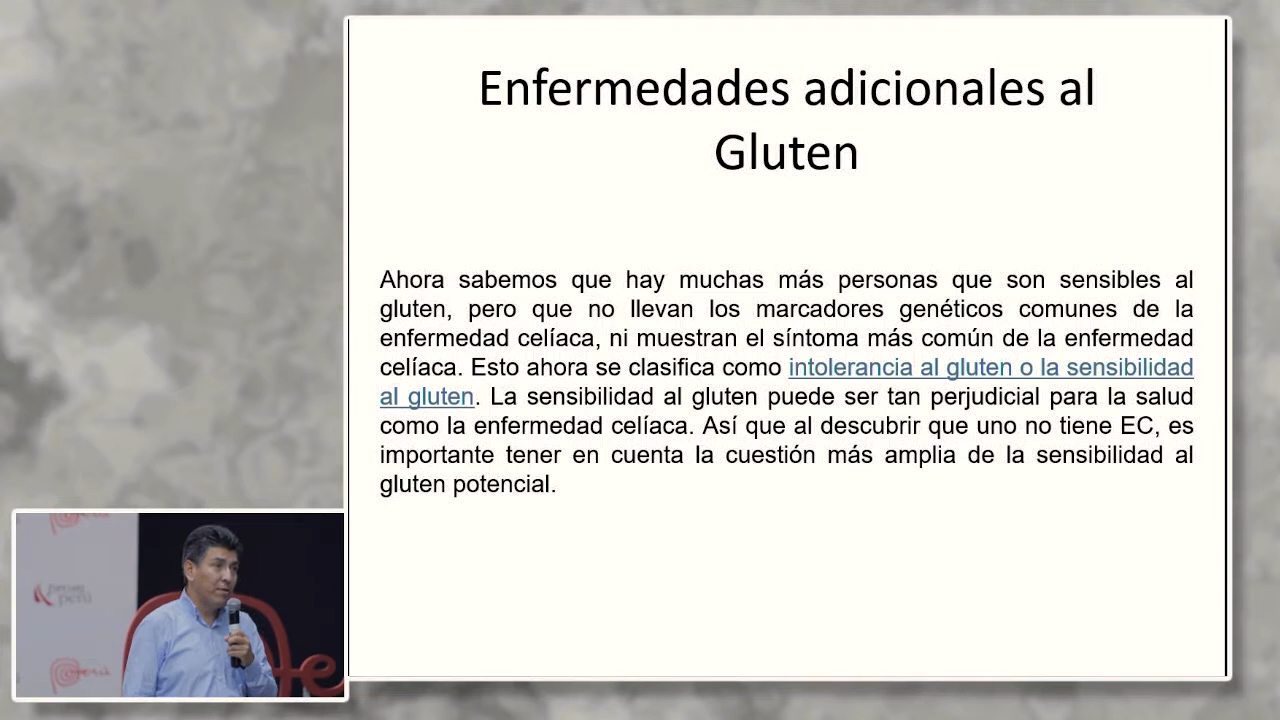 Enfermedades adicionales al
Gluten
Ahora sabemos que hay muchas más personas que son sensibles al
gluten, pero que no llevan los marcadores genéticos comunes de la
enfermedad celíaca, ni muestran el síntoma más común de la enfermedad
celíaca. Esto ahora se clasifica como intolerancia al gluten o la sensibilidad
al gluten. La sensibilidad al gluten puede ser tan perjudicial para la salud
como la enfermedad celíaca. Así que al descubrir que uno no tiene EC, es
importante tener en cuenta la cuestión más amplia de la sensibilidad al
gluten potencial.
perú
Perú